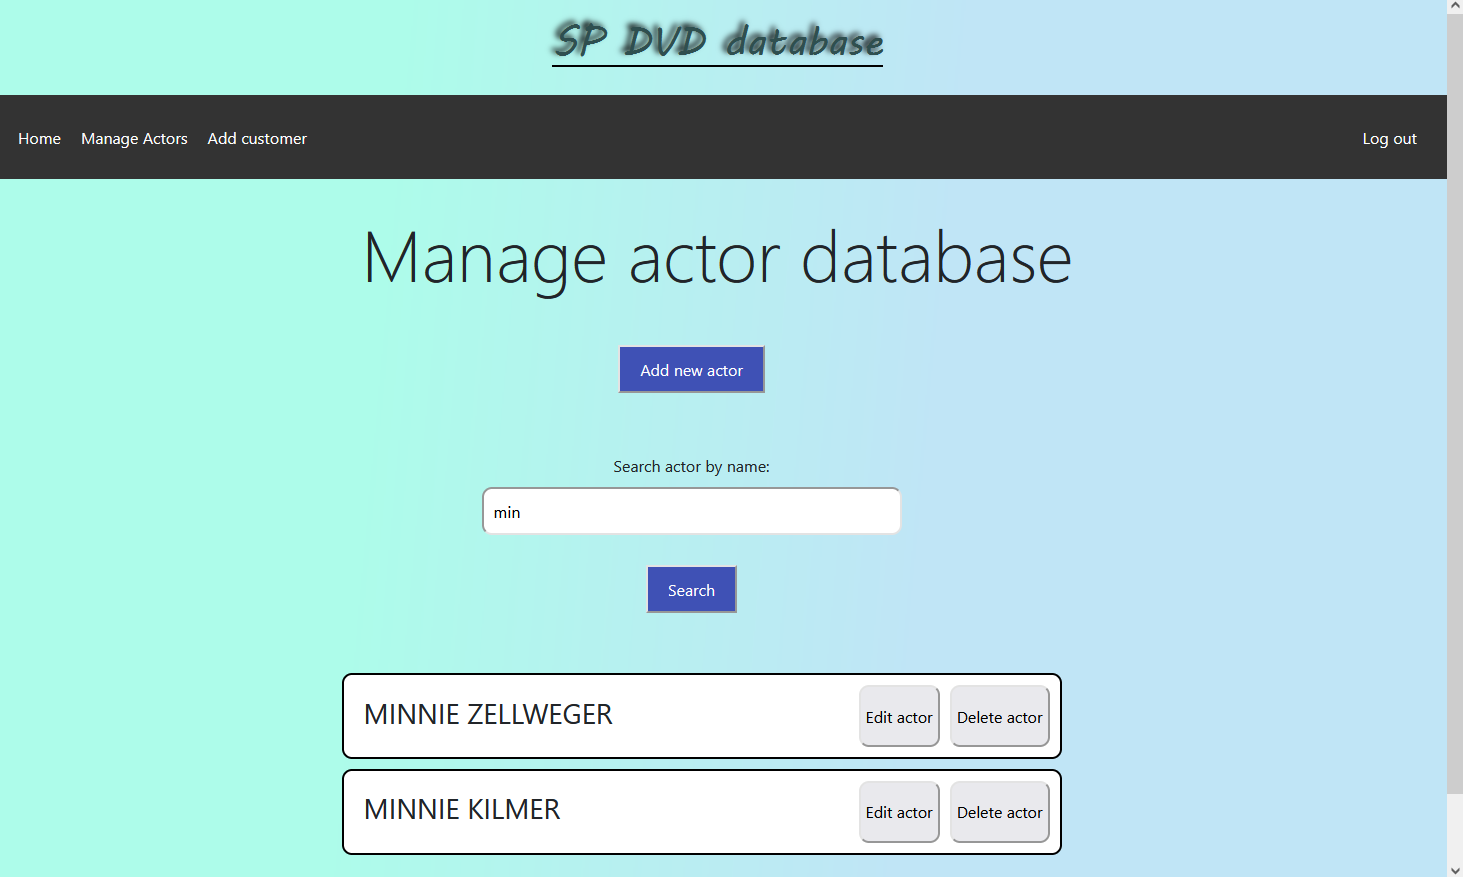 SP DVD database
Home Manage Actors Add customer Log out
Manage actor database
Add new actor
Search actor by name:
min
Search
MINNIE ZELLWEGER Edit actor Delete actor
MINNIE KILMER Edit actor Delete actor